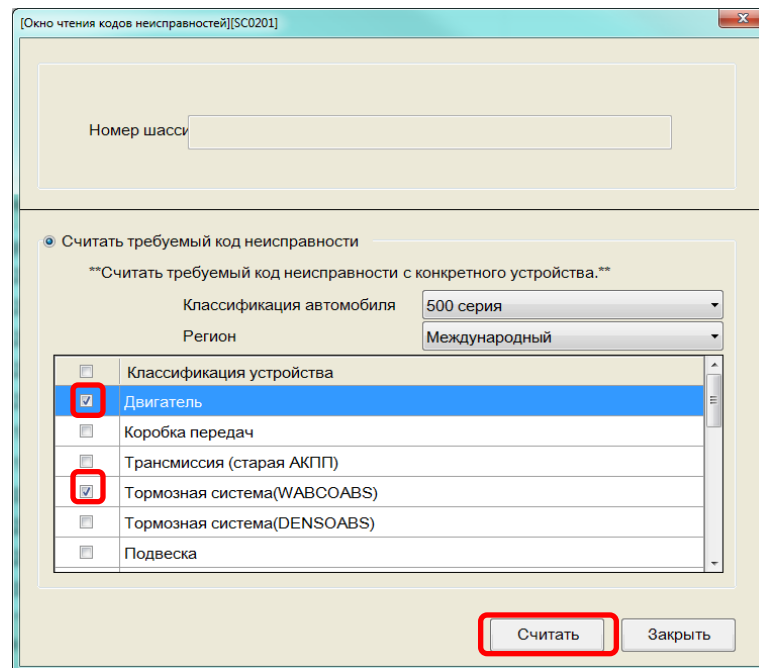 [Окно чтения кодов неисправностей][SC0201]
Номер шасси
Считать требуемый код неисправности
**Считать требуемый код неисправности с конкретного устройства.**
Классификация автомобиля 500 серия
Регион Международный
Классификация устройства
Двигатель
Коробка передач
Трансмиссия (старая АКПП)
Тормозная система(WABCOABS)
Тормозная система(DENSOABS)
Подвеска
Считать Закрыть